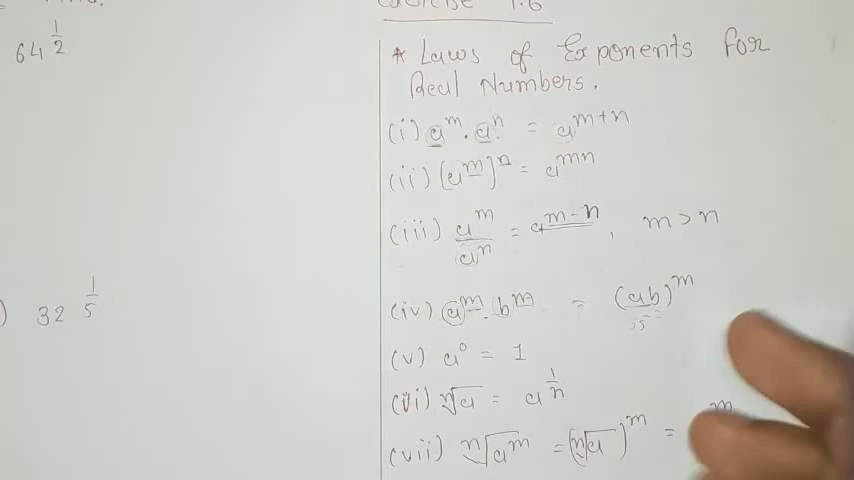 Exercise 1.6
64^{1/2}
) 32^{1/5}
* Laws of Exponents for
Real Numbers.
(i) a^m . a^n = a^{m+n}
(ii) (a^m)^n = a^{mn}
(iii) a^m/a^n = a^{m-n}, m > n
(iv) a^m . b^m = (ab)^m
(v) a^0 = 1
(vi) ⁿ√a = a^{1/n}
(vii) ⁿ√a^m = (ⁿ√a)^m = m